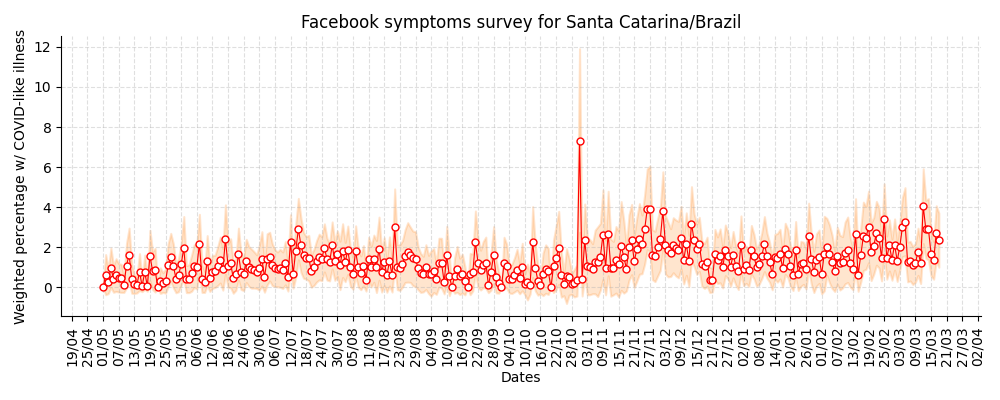 Facebook symptoms survey for Santa Catarina/Brazil
Weighted percentage w/ COVID-like illness
12
10
8
6
4
2
0
19/04 25/04 01/05 07/05 13/05 19/05 25/05 31/05 06/06 12/06 18/06 24/06 30/06 06/07 12/07 18/07 24/07 30/07 05/08 11/08 17/08 23/08 29/08 04/09 10/09 16/09 22/09 28/09 04/10 10/10 16/10 22/10 28/10 03/11 09/11 15/11 21/11 27/11 03/12 09/12 15/12 21/12 27/12 02/01 08/01 14/01 20/01 26/01 01/02 07/02 13/02 19/02 25/02 03/03 09/03 15/03 21/03 27/03 02/04
Dates